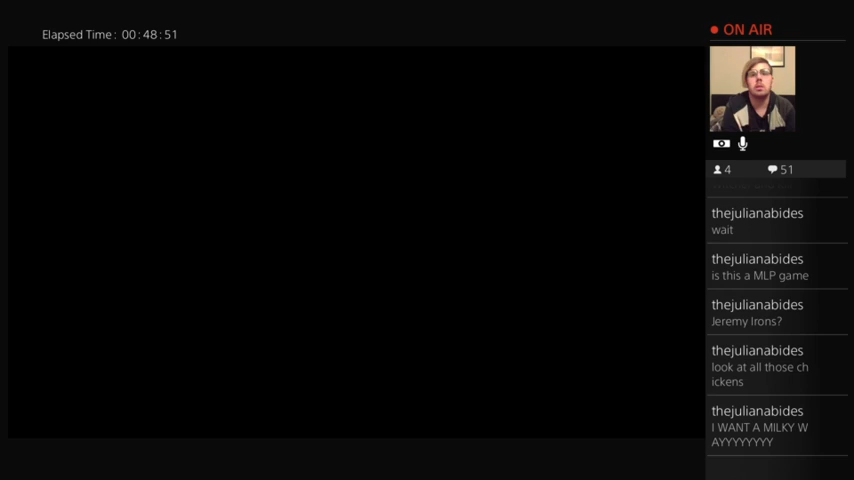 Elapsed Time: 00:48:51
ON AIR
4 51
thejulianabides
wait
thejulianabides
is this a MLP game
thejulianabides
Jeremy Irons?
thejulianabides
look at all those ch
ickens
thejulianabides
I WANT A MILKY W
AYYYYYYYY